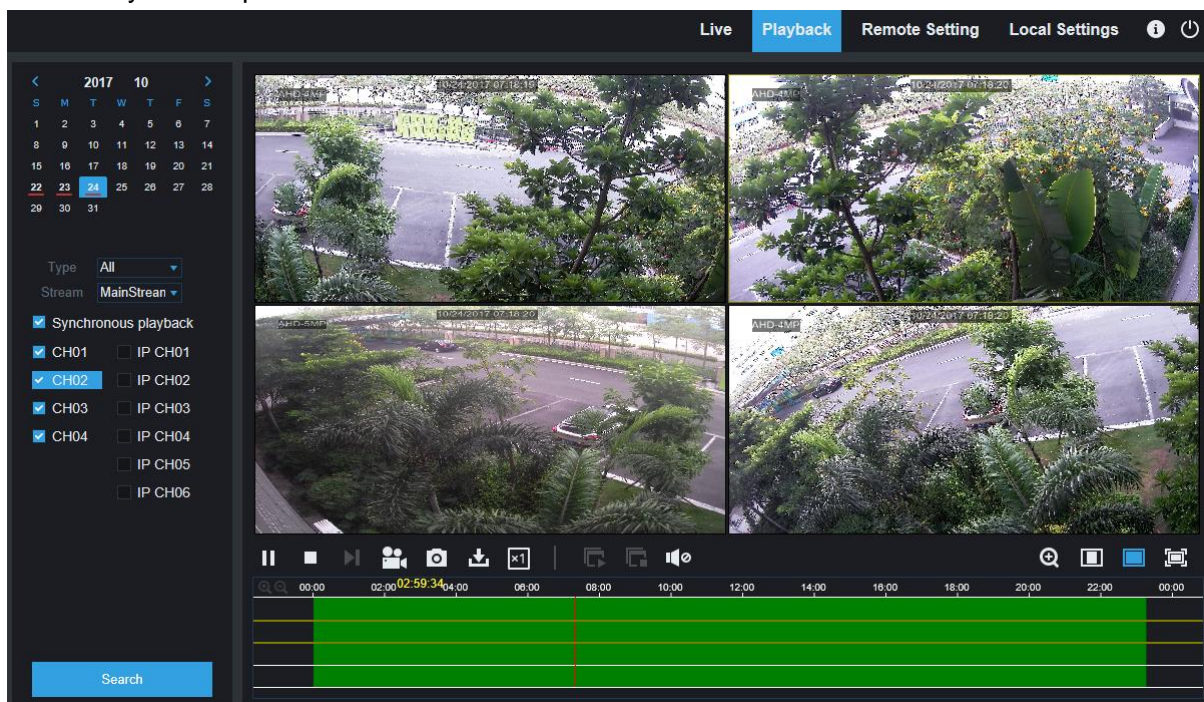 Live Playback Remote Setting Local Settings
2017 10
S M T W T F S
1 2 3 4 5 6 7
8 9 10 11 12 13 14
15 16 17 18 19 20 21
22 23 24 25 26 27 28
29 30 31
Type All
Stream MainStrean
Synchronous playback
CH01 IP CH01
CH02 IP CH02
CH03 IP CH03
CH04 IP CH04
IP CH05
IP CH06
Search
AHD-4MP 10/24/2017 07:18:19
AHD-4MP 10/24/2017 07:18:20
AHD-5MP 10/24/2017 07:18:20
AHD-4MP 10/24/2017 07:18:20
×1
00:00 02:00 02:59:34 04:00 06:00 08:00 10:00 12:00 14:00 16:00 18:00 20:00 22:00 00:00